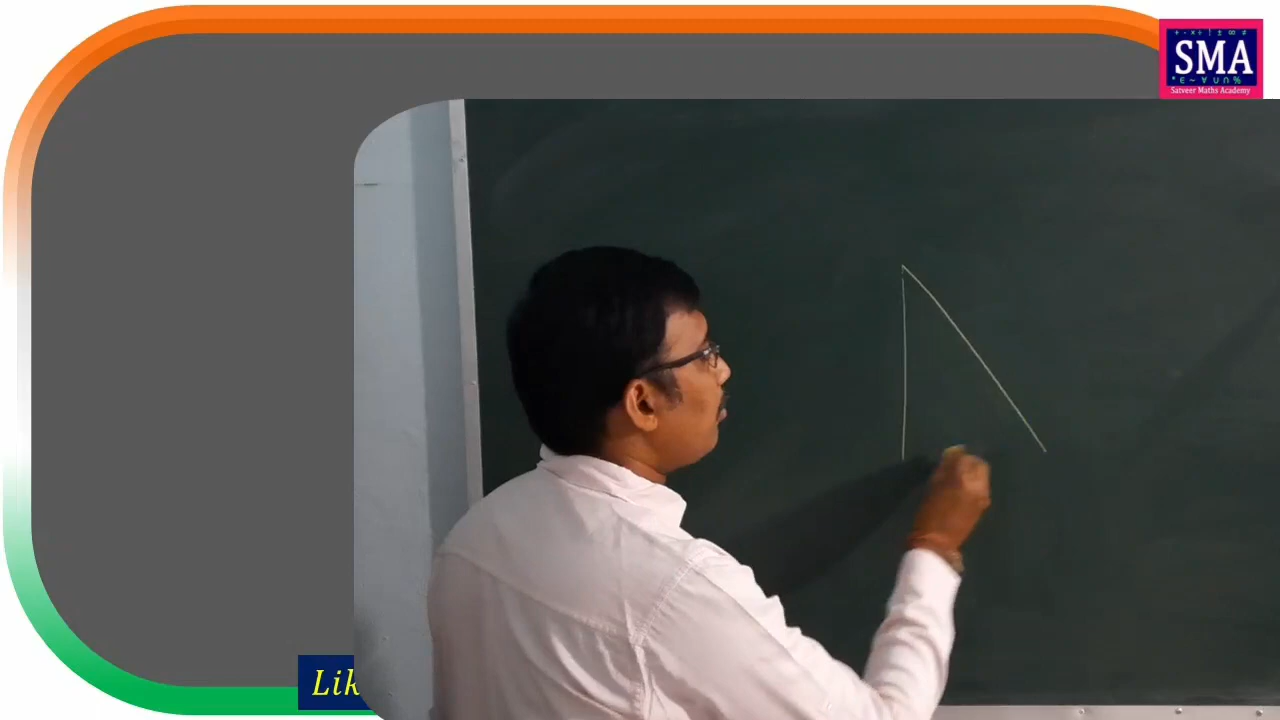 + - × ÷ ! ± ∞ ≠
SMA
* ∈ ~ ∀ ∪ ∩ %
Satveer Maths Academy
Lik